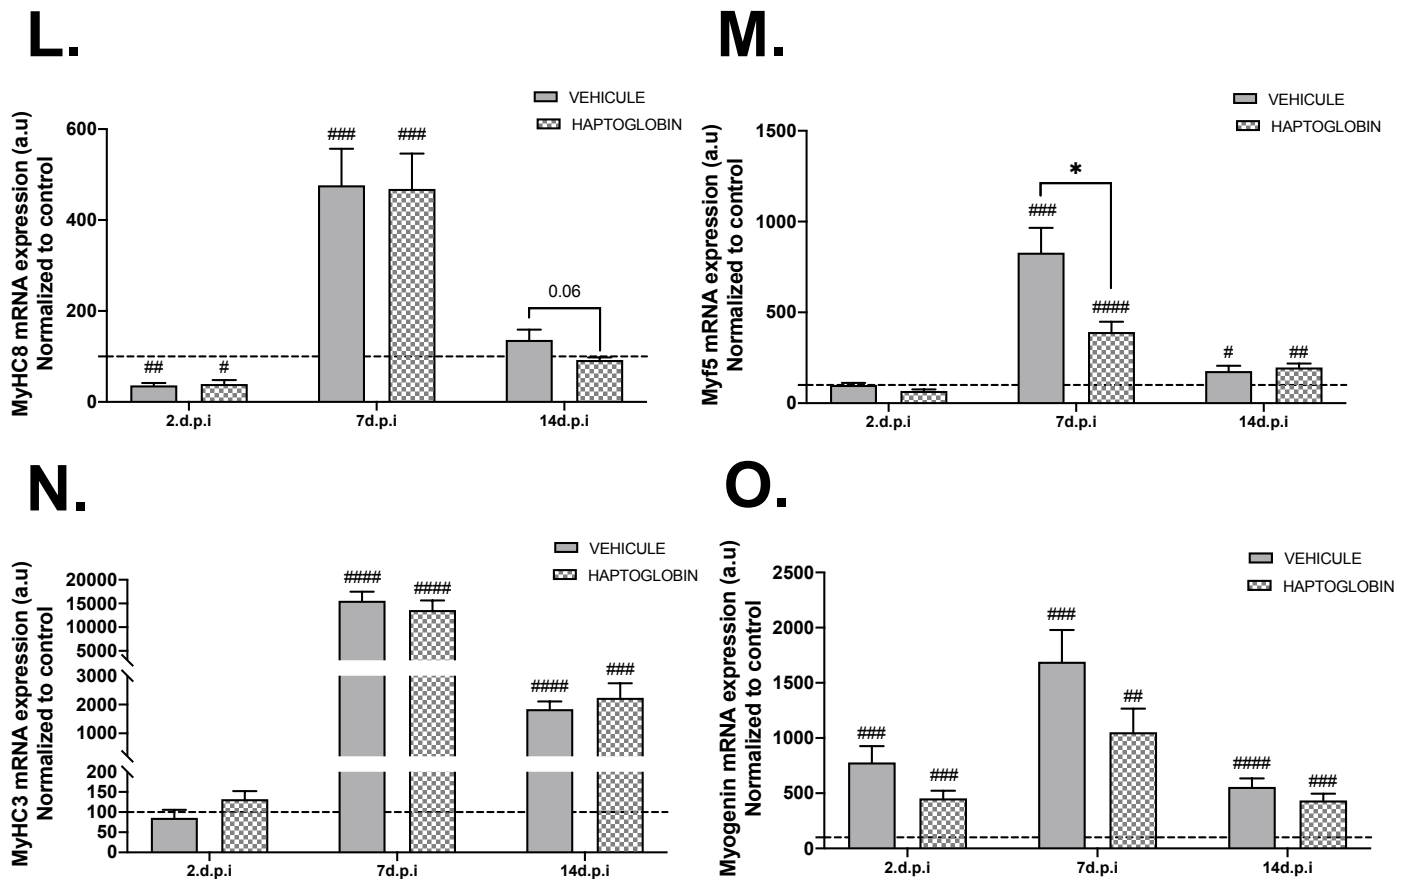 L.
VEHICULE
HAPTOGLOBIN
MyHC8 mRNA expression (a.u)
Normalized to control
600
400
200
0
##
#
###
###
0.06
2.d.p.i
7d.p.i
14d.p.i
M.
VEHICULE
HAPTOGLOBIN
Myf5 mRNA expression (a.u)
Normalized to control
1500
1000
500
0
###
*
####
#
##
2.d.p.i
7d.p.i
14d.p.i
N.
VEHICULE
HAPTOGLOBIN
MyHC3 mRNA expression (a.u)
Normalized to control
20000
15000
10000
5000
3000
2000
1000
200
150
100
50
0
####
####
####
###
2.d.p.i
7d.p.i
14d.p.i
O.
VEHICULE
HAPTOGLOBIN
Myogenin mRNA expression (a.u)
Normalized to control
2500
2000
1500
1000
500
0
###
###
###
##
####
###
2.d.p.i
7d.p.i
14d.p.i